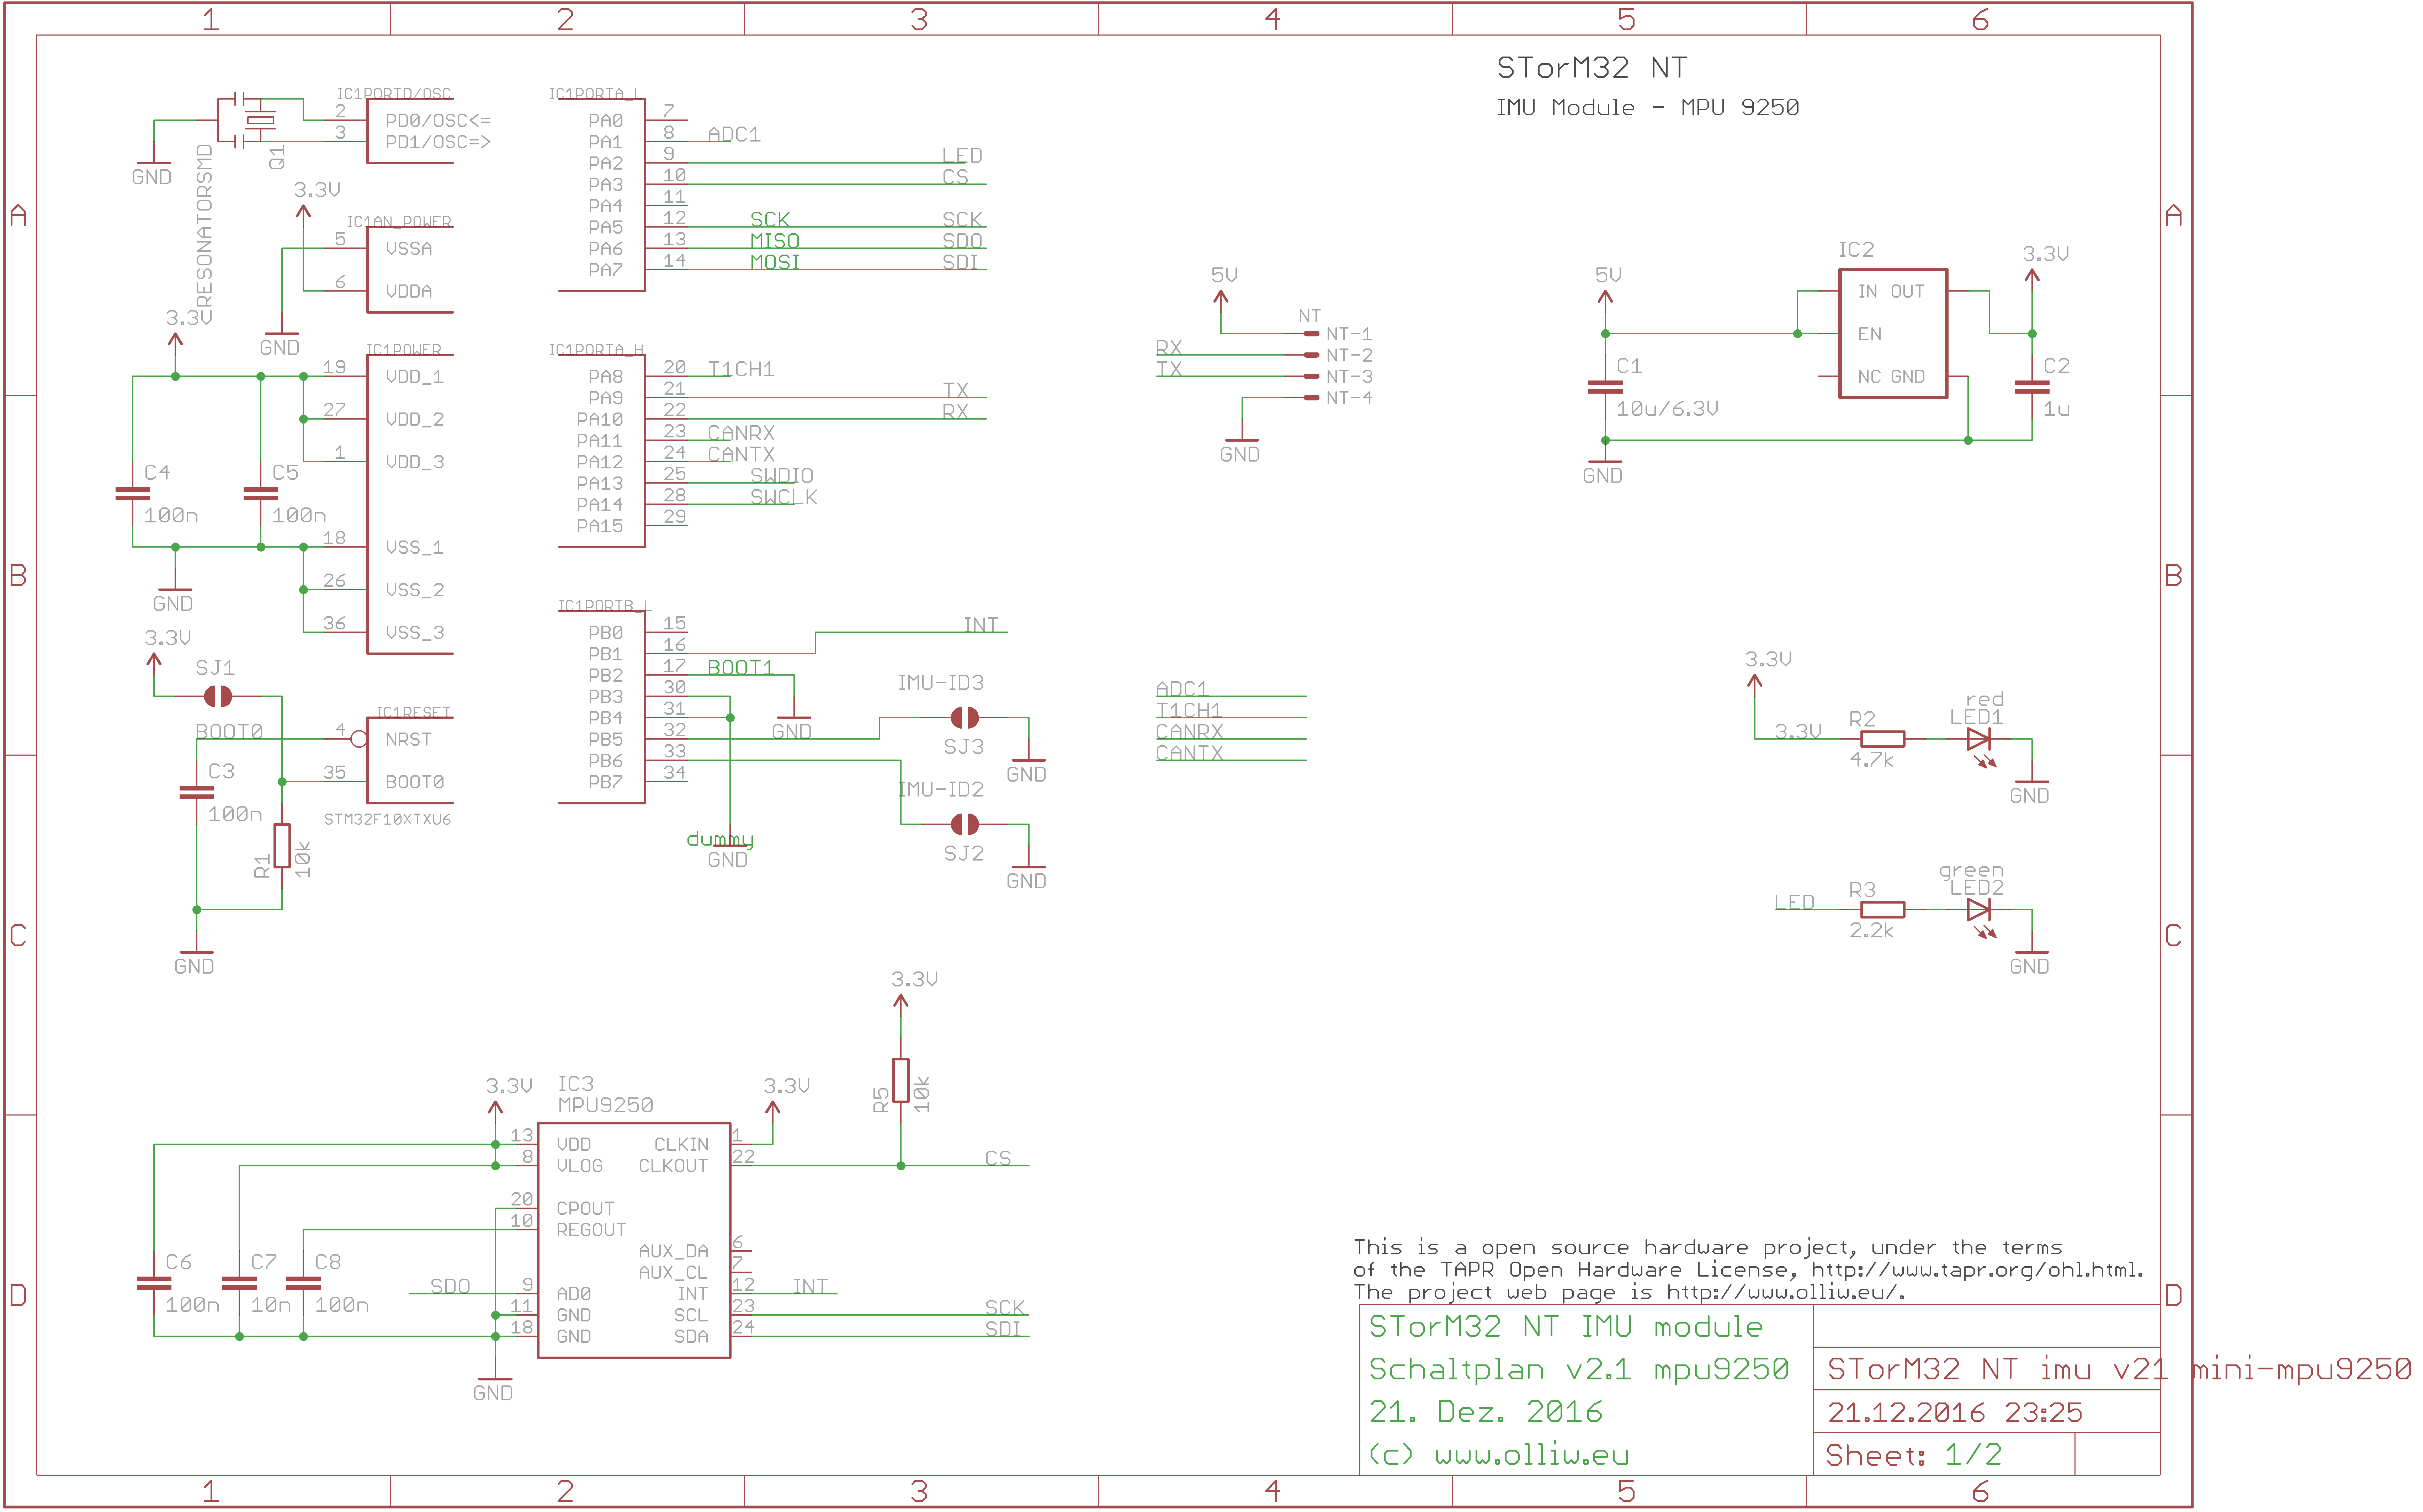 1 2 3 4 5 6
STorM32 NT
IMU Module - MPU 9250
A
A
B
B
C
C
D
D
IC1PORTD/OSC
2
PD0/OSC<=
3
PD1/OSC=>
Q1
CRESONATORSMD
GND
3.3V
IC1AN_POWER
5
VSSA
6
VDDA
GND
3.3V
IC1POWER
19
VDD_1
27
VDD_2
1
VDD_3
18
VSS_1
26
VSS_2
36
VSS_3
C4
100n
C5
100n
GND
3.3V
SJ1
IC1RESET
BOOT0
4
NRST
35
BOOT0
STM32F10XTXU6
C3
100n
R1
10k
GND
IC1PORTA_L
PA0 7
PA1 8 ADC1
PA2 9 LED
PA3 10 CS
PA4 11
PA5 12 SCK SCK
PA6 13 MISO SDO
PA7 14 MOSI SDI
IC1PORTA_H
PA8 20 T1CH1
PA9 21 TX
PA10 22 RX
PA11 23 CANRX
PA12 24 CANTX
PA13 25 SWDIO
PA14 28 SWCLK
PA15 29
IC1PORTB_L
PB0 15 INT
PB1 16
PB2 17 BOOT1
PB3 30
PB4 31
PB5 32
PB6 33
PB7 34
GND
dummy
GND
IMU-ID3
SJ3
GND
IMU-ID2
SJ2
GND
5V
NT
NT-1
RX NT-2
TX NT-3
NT-4
GND
ADC1
T1CH1
CANRX
CANTX
5V
IC2
IN OUT
EN
NC GND
3.3V
C1
10u/6.3V
C2
1u
GND
3.3V
3.3V
R2
4.7k
red
LED1
GND
LED
R3
2.2k
green
LED2
GND
3.3V
IC3
MPU9250
3.3V
3.3V
R5
10k
13 VDD CLKIN 1
8 VLOG CLKOUT 22 CS
20 CPOUT
10 REGOUT
AUX_DA 6
AUX_CL 7
SDO 9 AD0 INT 12 INT
11 GND SCL 23 SCK
18 GND SDA 24 SDI
C6
100n
C7
10n
C8
100n
GND
This is a open source hardware project, under the terms
of the TAPR Open Hardware License, http://www.tapr.org/ohl.html.
The project web page is http://www.olliw.eu/.
STorM32 NT IMU module
Schaltplan v2.1 mpu9250
21. Dez. 2016
(c) www.olliw.eu
STorM32 NT imu v21 mini-mpu9250
21.12.2016 23:25
Sheet: 1/2
1 2 3 4 5 6